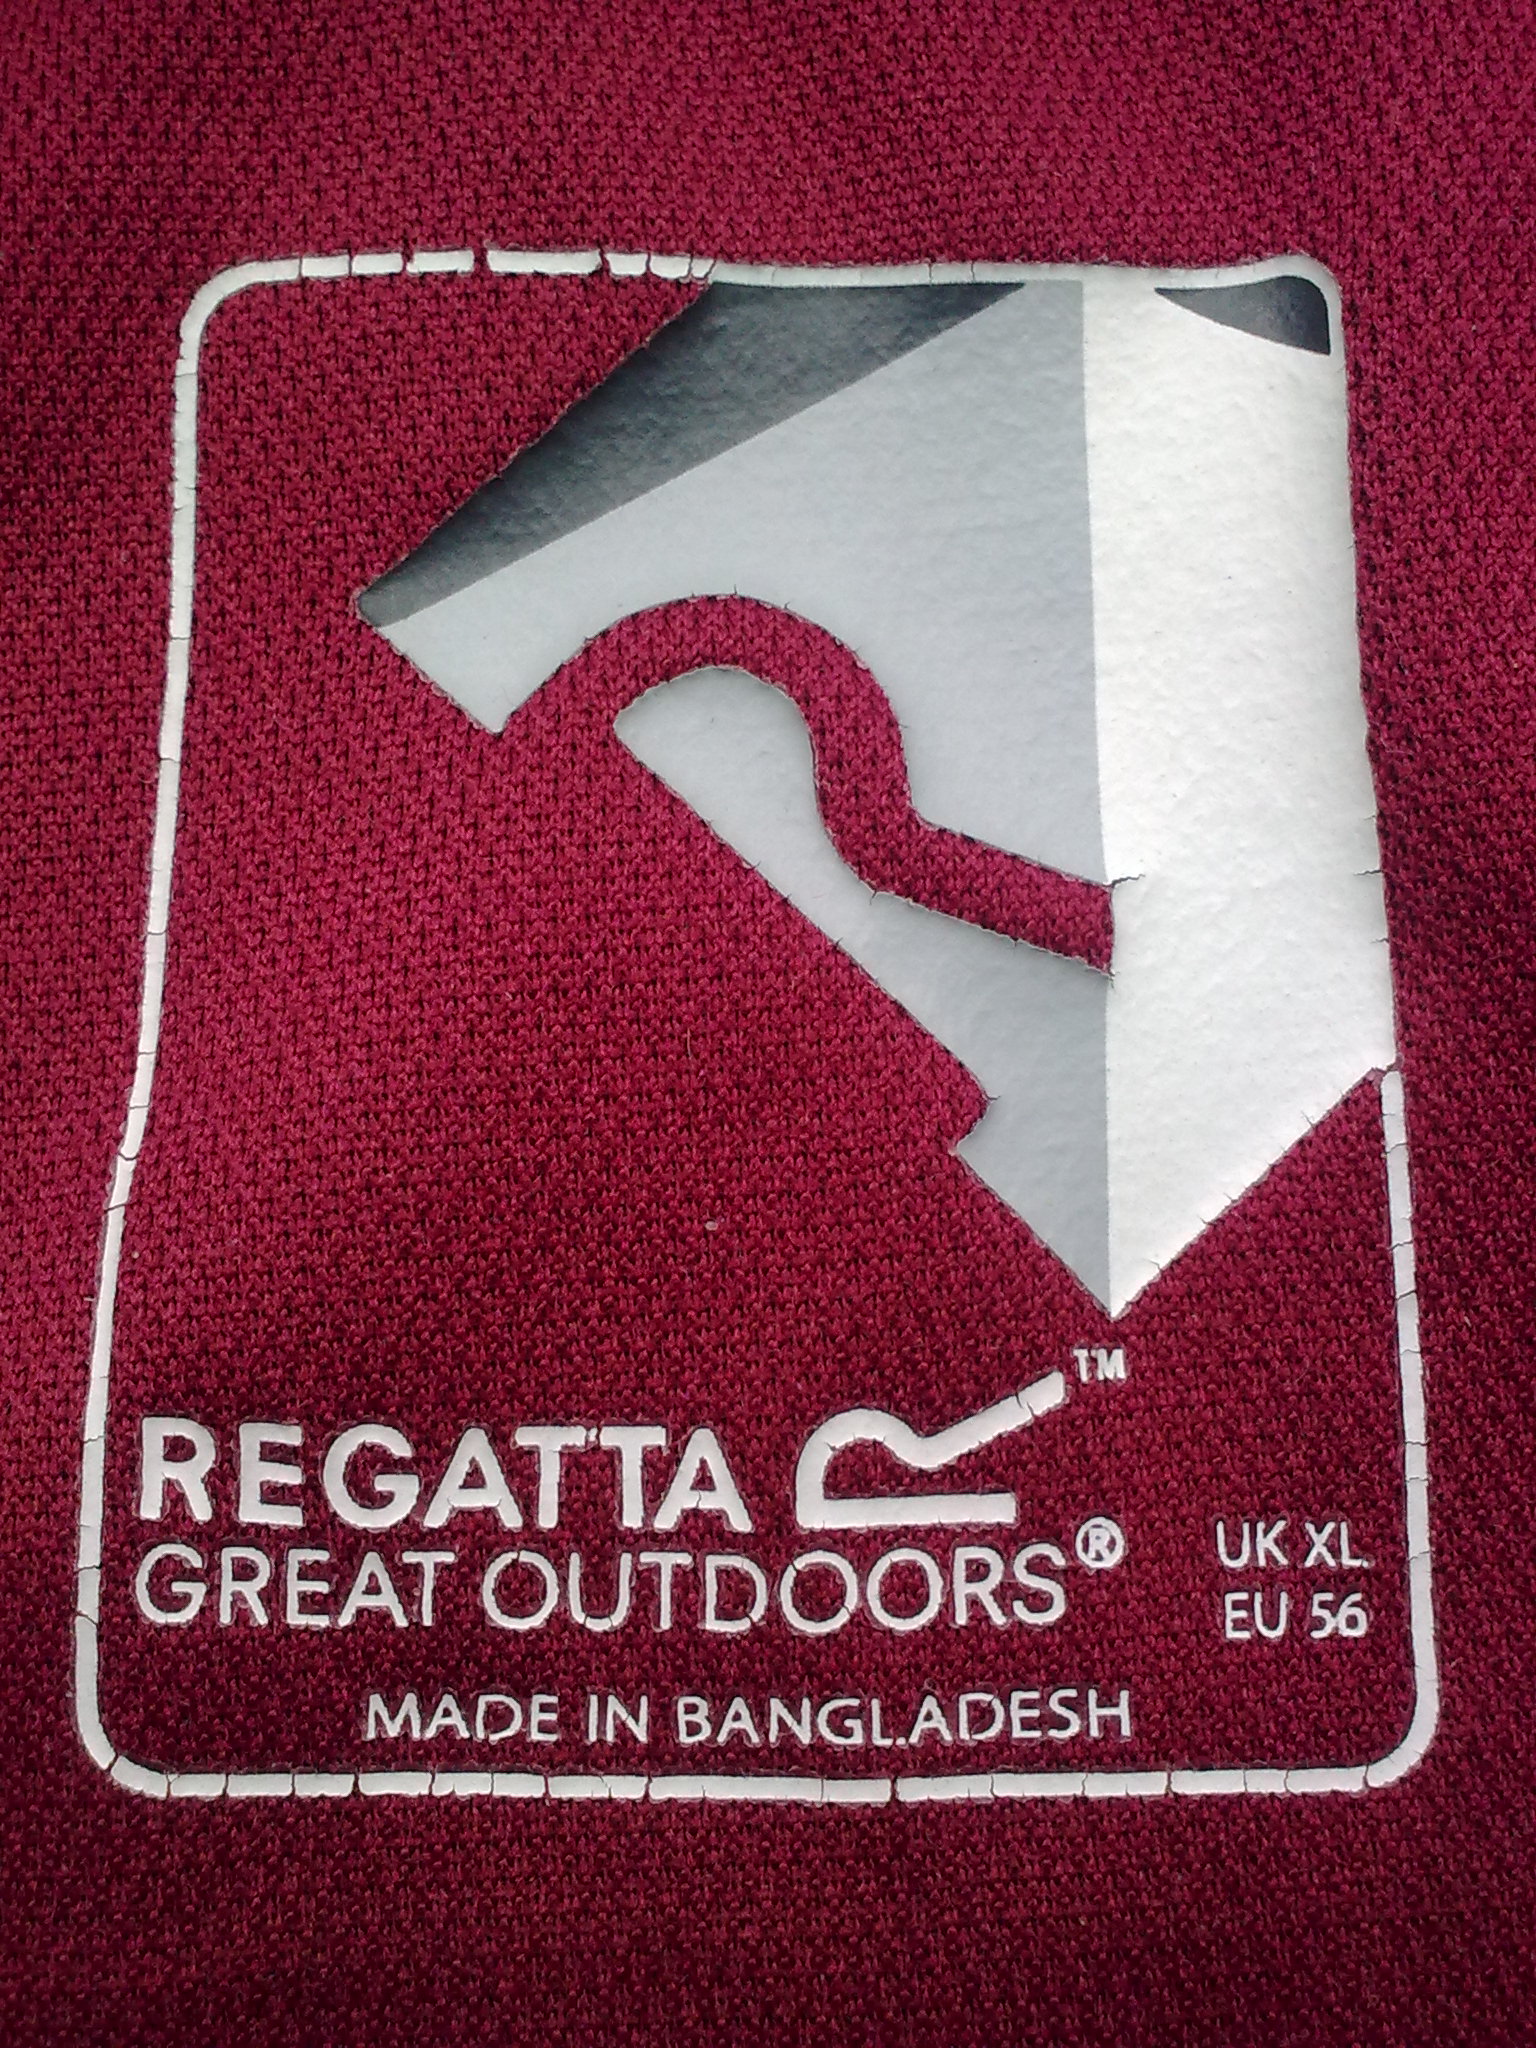 REGATTA ™
GREAT OUTDOORS®
UK XL
EU 56
MADE IN BANGLADESH